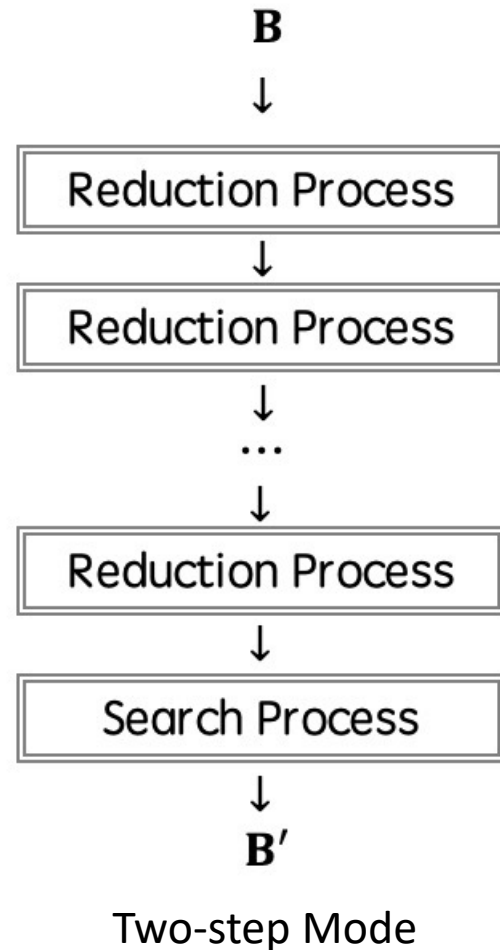 B
↓
Reduction Process
↓
Reduction Process
↓
...
↓
Reduction Process
↓
Search Process
↓
B′
Two-step Mode